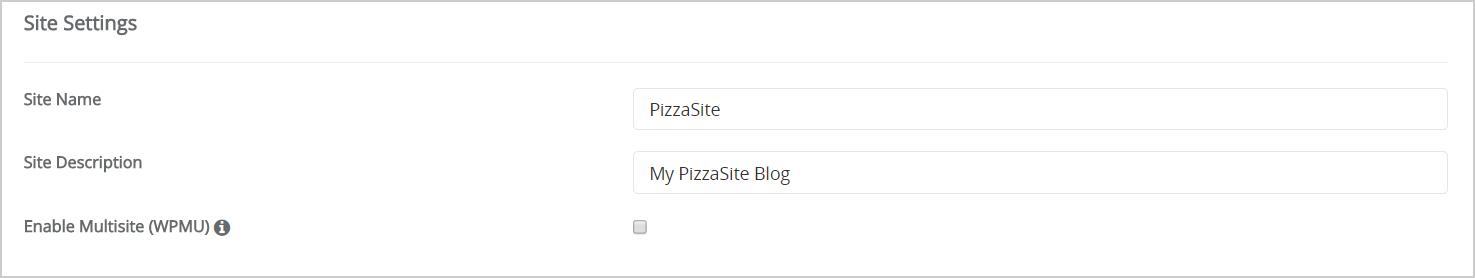 Site Settings
Site Name
PizzaSite
Site Description
My PizzaSite Blog
Enable Multisite (WPMU)